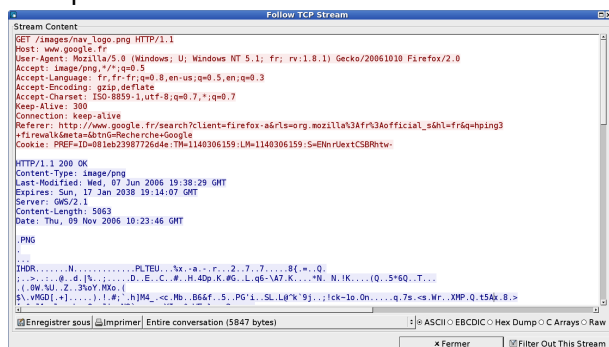 Follow TCP Stream
Stream Content
GET /images/nav_logo.png HTTP/1.1
Host: www.google.fr
User-Agent: Mozilla/5.0 (Windows; U; Windows NT 5.1; fr; rv:1.8.1) Gecko/20061010 Firefox/2.0
Accept: image/png,*/*;q=0.5
Accept-Language: fr,fr-fr;q=0.8,en-us;q=0.5,en;q=0.3
Accept-Encoding: gzip,deflate
Accept-Charset: ISO-8859-1,utf-8;q=0.7,*;q=0.7
Keep-Alive: 300
Connection: keep-alive
Referer: http://www.google.fr/search?client=firefox-a&rls=org.mozilla%3Afr%3Aofficial_s&hl=fr&q=hping3
+firewalk&meta=&btnG=Recherche+Google
Cookie: PREF=ID=081eb23987726d4e:TM=1140306159:LM=1140306159:S=ENnrUextCSBRhtw-
HTTP/1.1 200 OK
Content-Type: image/png
Last-Modified: Wed, 07 Jun 2006 19:38:29 GMT
Expires: Sun, 17 Jan 2038 19:14:07 GMT
Server: GWS/2.1
Content-Length: 5063
Date: Thu, 09 Nov 2006 10:23:46 GMT
.PNG
.
...
IHDR.......N.............PLTEU...%x.-a.-.r...2..7..7.....8{.=..Q.
Enregistrer sous Imprimer Entire conversation (5847 bytes) ASCII EBCDIC Hex Dump C Arrays Raw
Fermer Filter Out This Stream